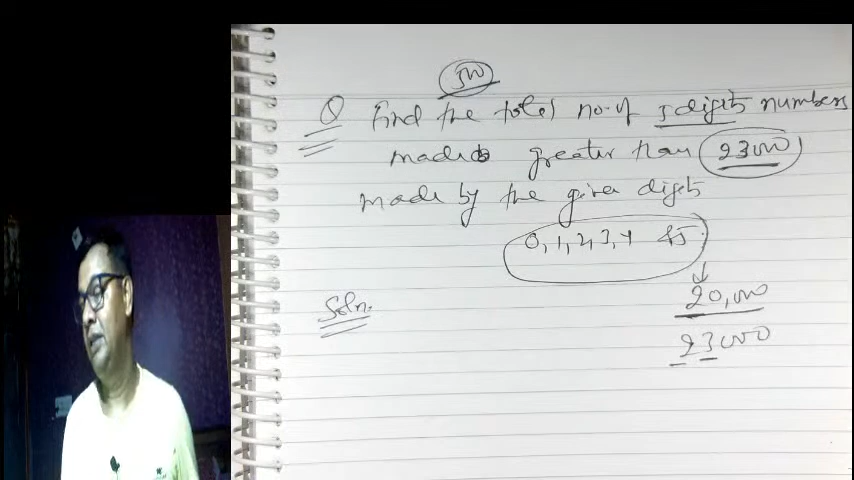 Q Find the total no. of 5 digits numbers
made greater than 23000
made by the given digits
0, 1, 2, 3, 4 & 5
Soln.
20,000
23000